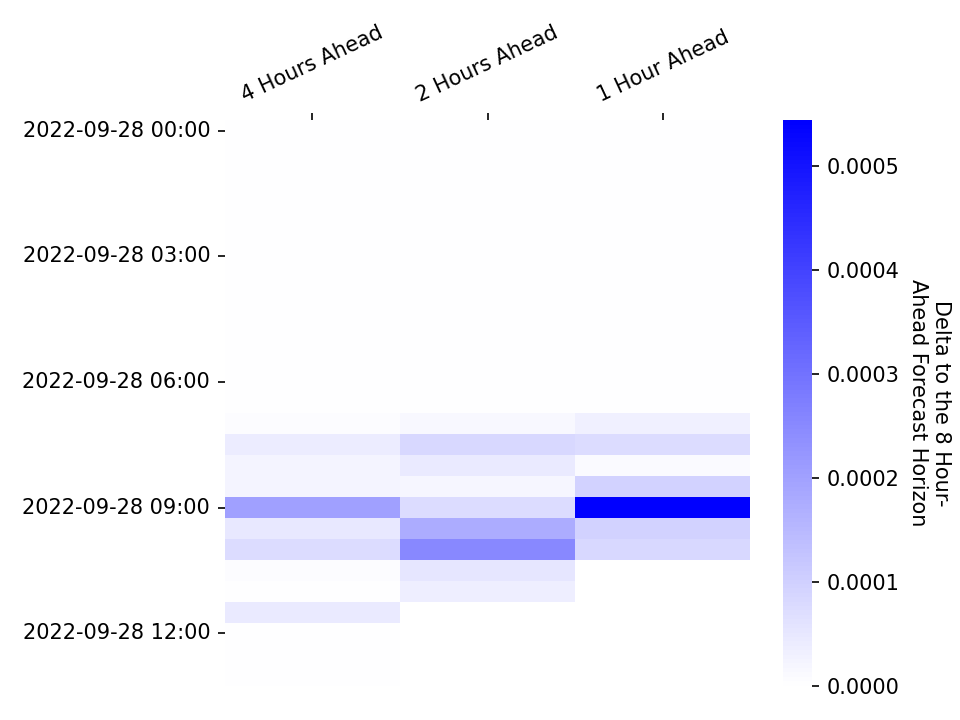 4 Hours Ahead
2 Hours Ahead
1 Hour Ahead
2022-09-28 00:00
2022-09-28 03:00
2022-09-28 06:00
2022-09-28 09:00
2022-09-28 12:00
0.0005
0.0004
0.0003
0.0002
0.0001
0.0000
Delta to the 8 Hour-
Ahead Forecast Horizon